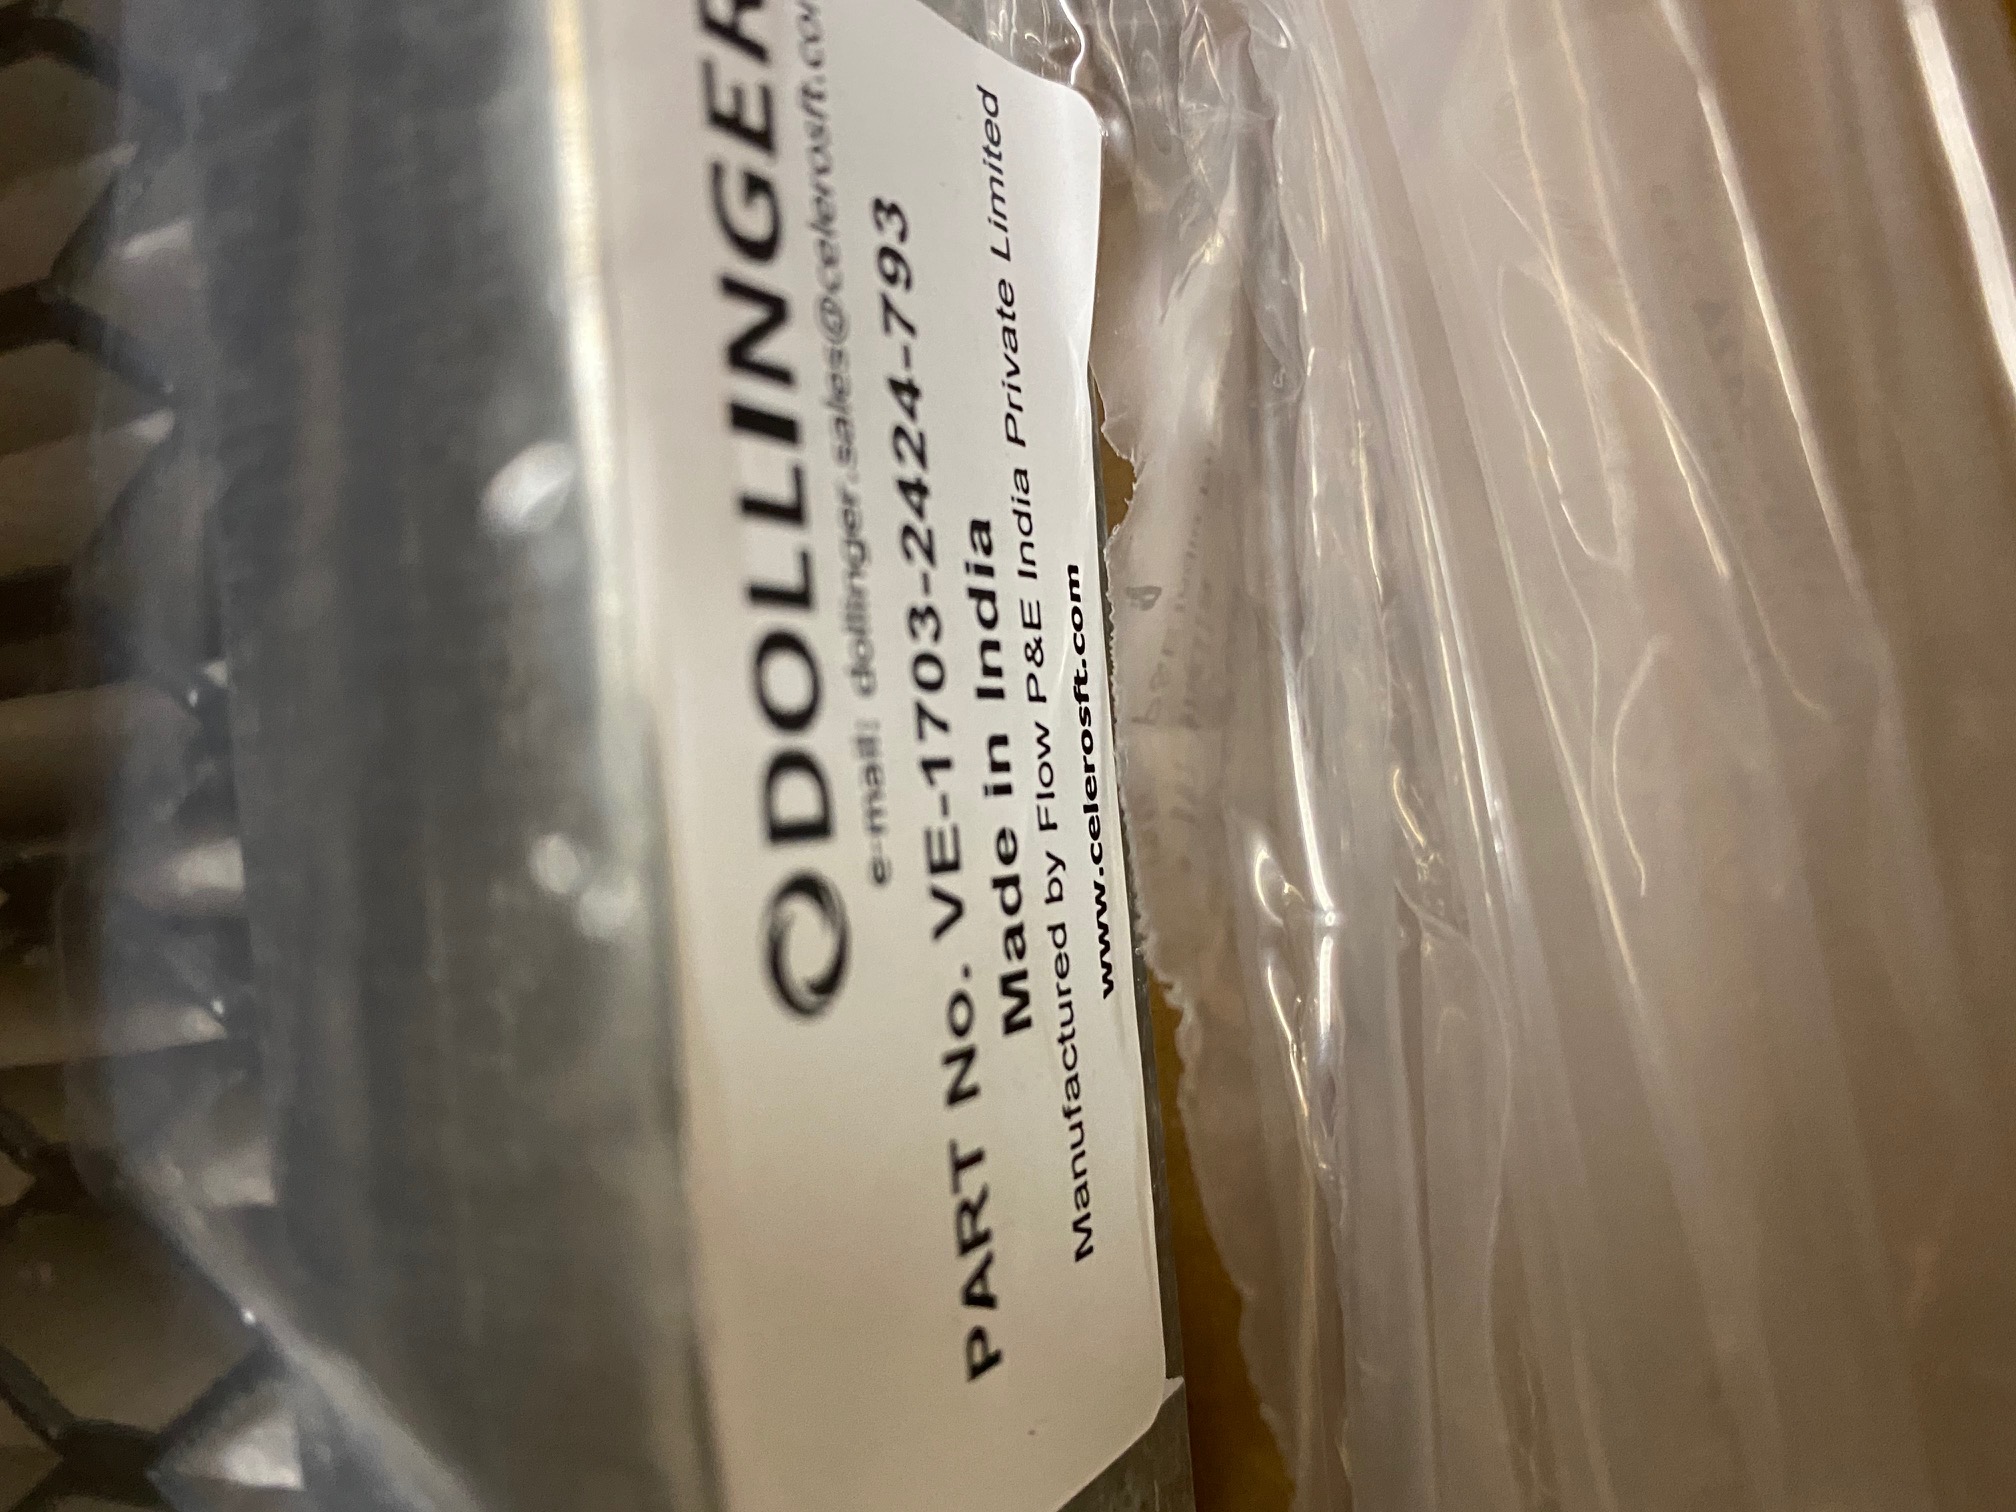 DOLLINGER
e-mail: dollinger.sales@celerosft.com
PART No. VE-1703-2424-793
Made in India
Manufactured by Flow P&E India Private Limited
www.celerosft.com